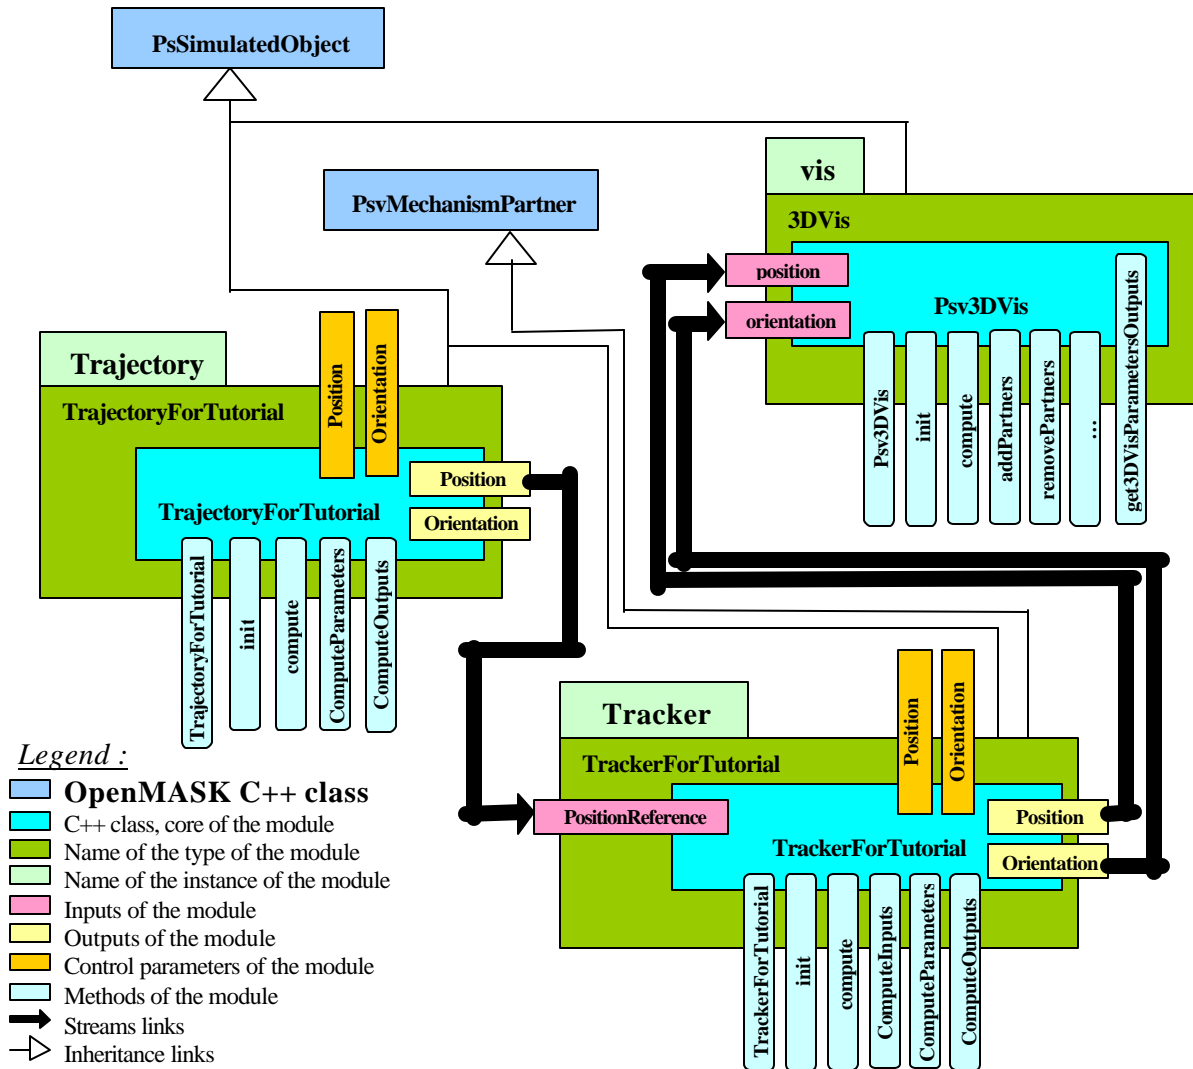 PsSimulatedObject
PsvMechanismPartner
vis
3DVis
position
orientation
Psv3DVis
Psv3DVis
init
compute
addPartners
removePartners
...
get3DVisParametersOutputs
Trajectory
TrajectoryForTutorial
Position
Orientation
Position
Orientation
TrajectoryForTutorial
TrajectoryForTutorial
init
compute
ComputeParameters
ComputeOutputs
Tracker
TrackerForTutorial
Position
Orientation
PositionReference
Position
Orientation
TrackerForTutorial
TrackerForTutorial
init
compute
ComputeInputs
ComputeParameters
ComputeOutputs
Legend :
OpenMASK C++ class
C++ class, core of the module
Name of the type of the module
Name of the instance of the module
Inputs of the module
Outputs of the module
Control parameters of the module
Methods of the module
Streams links
Inheritance links